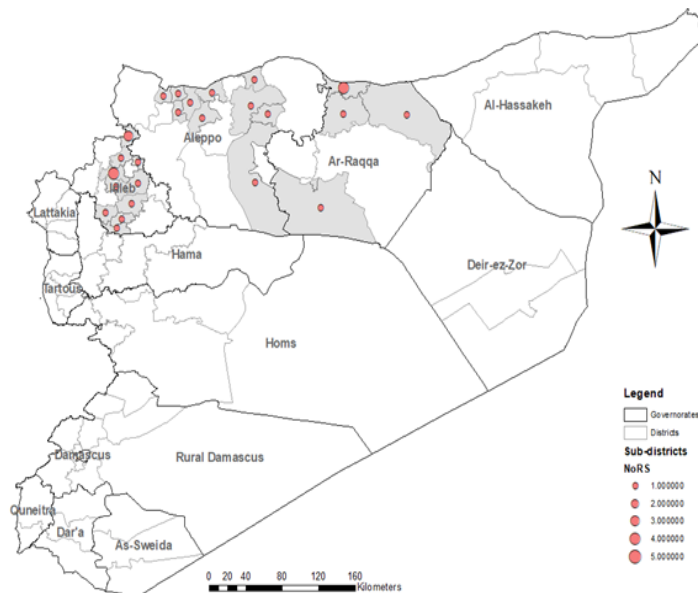 N
Al-Hassakeh
Aleppo
Ar-Raqqa
Idleb
Lattakia
Hama
Deir-ez-Zor
Tartous
Homs
Legend
Governorates
Districts
Sub-districts
NoRS
1.000000
2.000000
3.000000
4.000000
5.000000
Damascus
Rural Damascus
Quneitra
Dar'a
As-Sweida
0 20 40 80 120 160
Kilometers